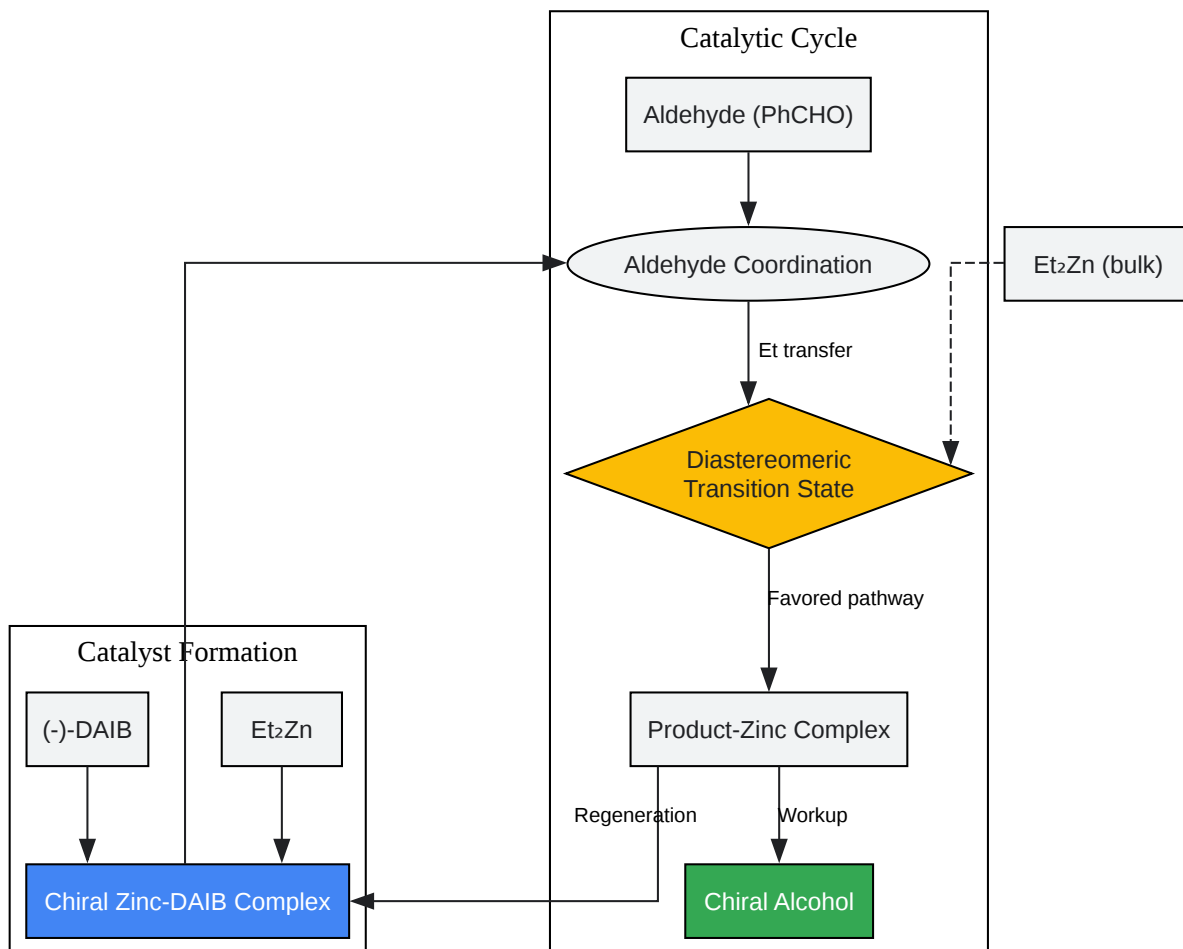 Catalytic Cycle
Aldehyde (PhCHO)
Aldehyde Coordination
Et₂Zn (bulk)
Et transfer
Diastereomeric
Transition State
Favored pathway
Catalyst Formation
(-)-DAIB
Et₂Zn
Product-Zinc Complex
Regeneration
Workup
Chiral Zinc-DAIB Complex
Chiral Alcohol